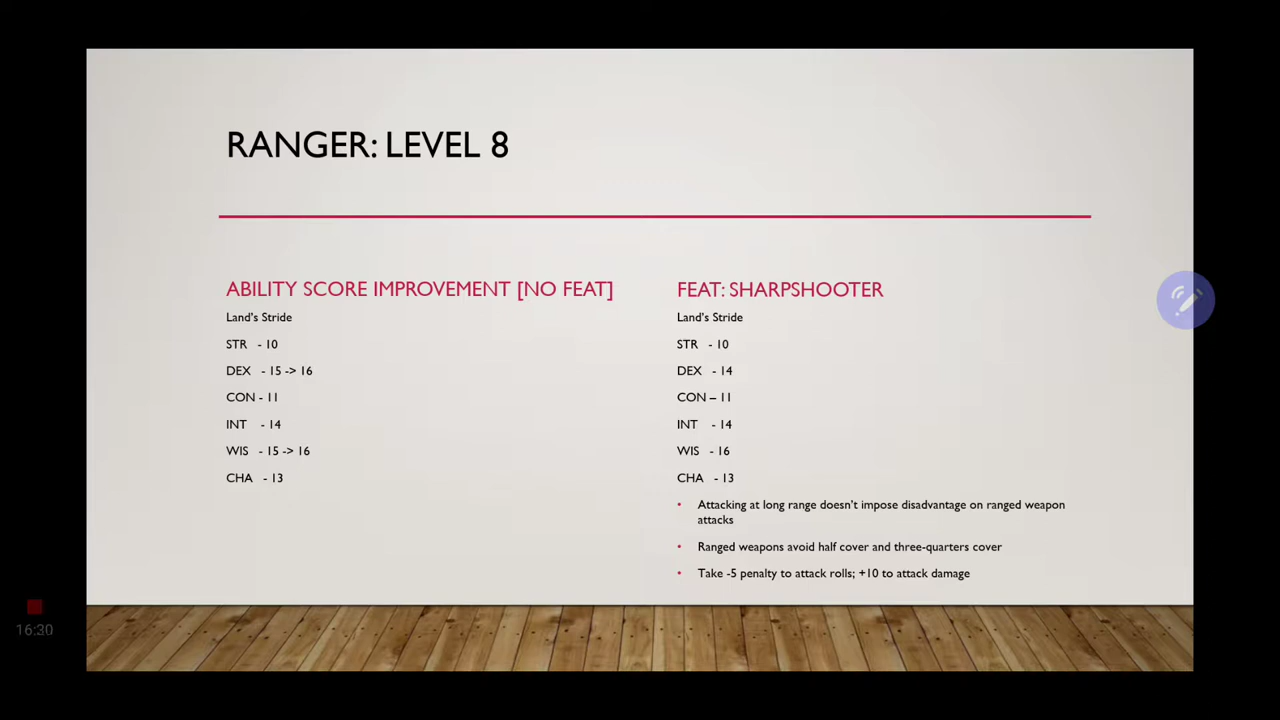 RANGER: LEVEL 8
ABILITY SCORE IMPROVEMENT [NO FEAT]
Land's Stride
STR - 10
DEX - 15 -> 16
CON - 11
INT - 14
WIS - 15 -> 16
CHA - 13
FEAT: SHARPSHOOTER
Land's Stride
STR - 10
DEX - 14
CON – 11
INT - 14
WIS - 16
CHA - 13
• Attacking at long range doesn't impose disadvantage on ranged weapon
attacks
• Ranged weapons avoid half cover and three-quarters cover
• Take -5 penalty to attack rolls; +10 to attack damage
16:30